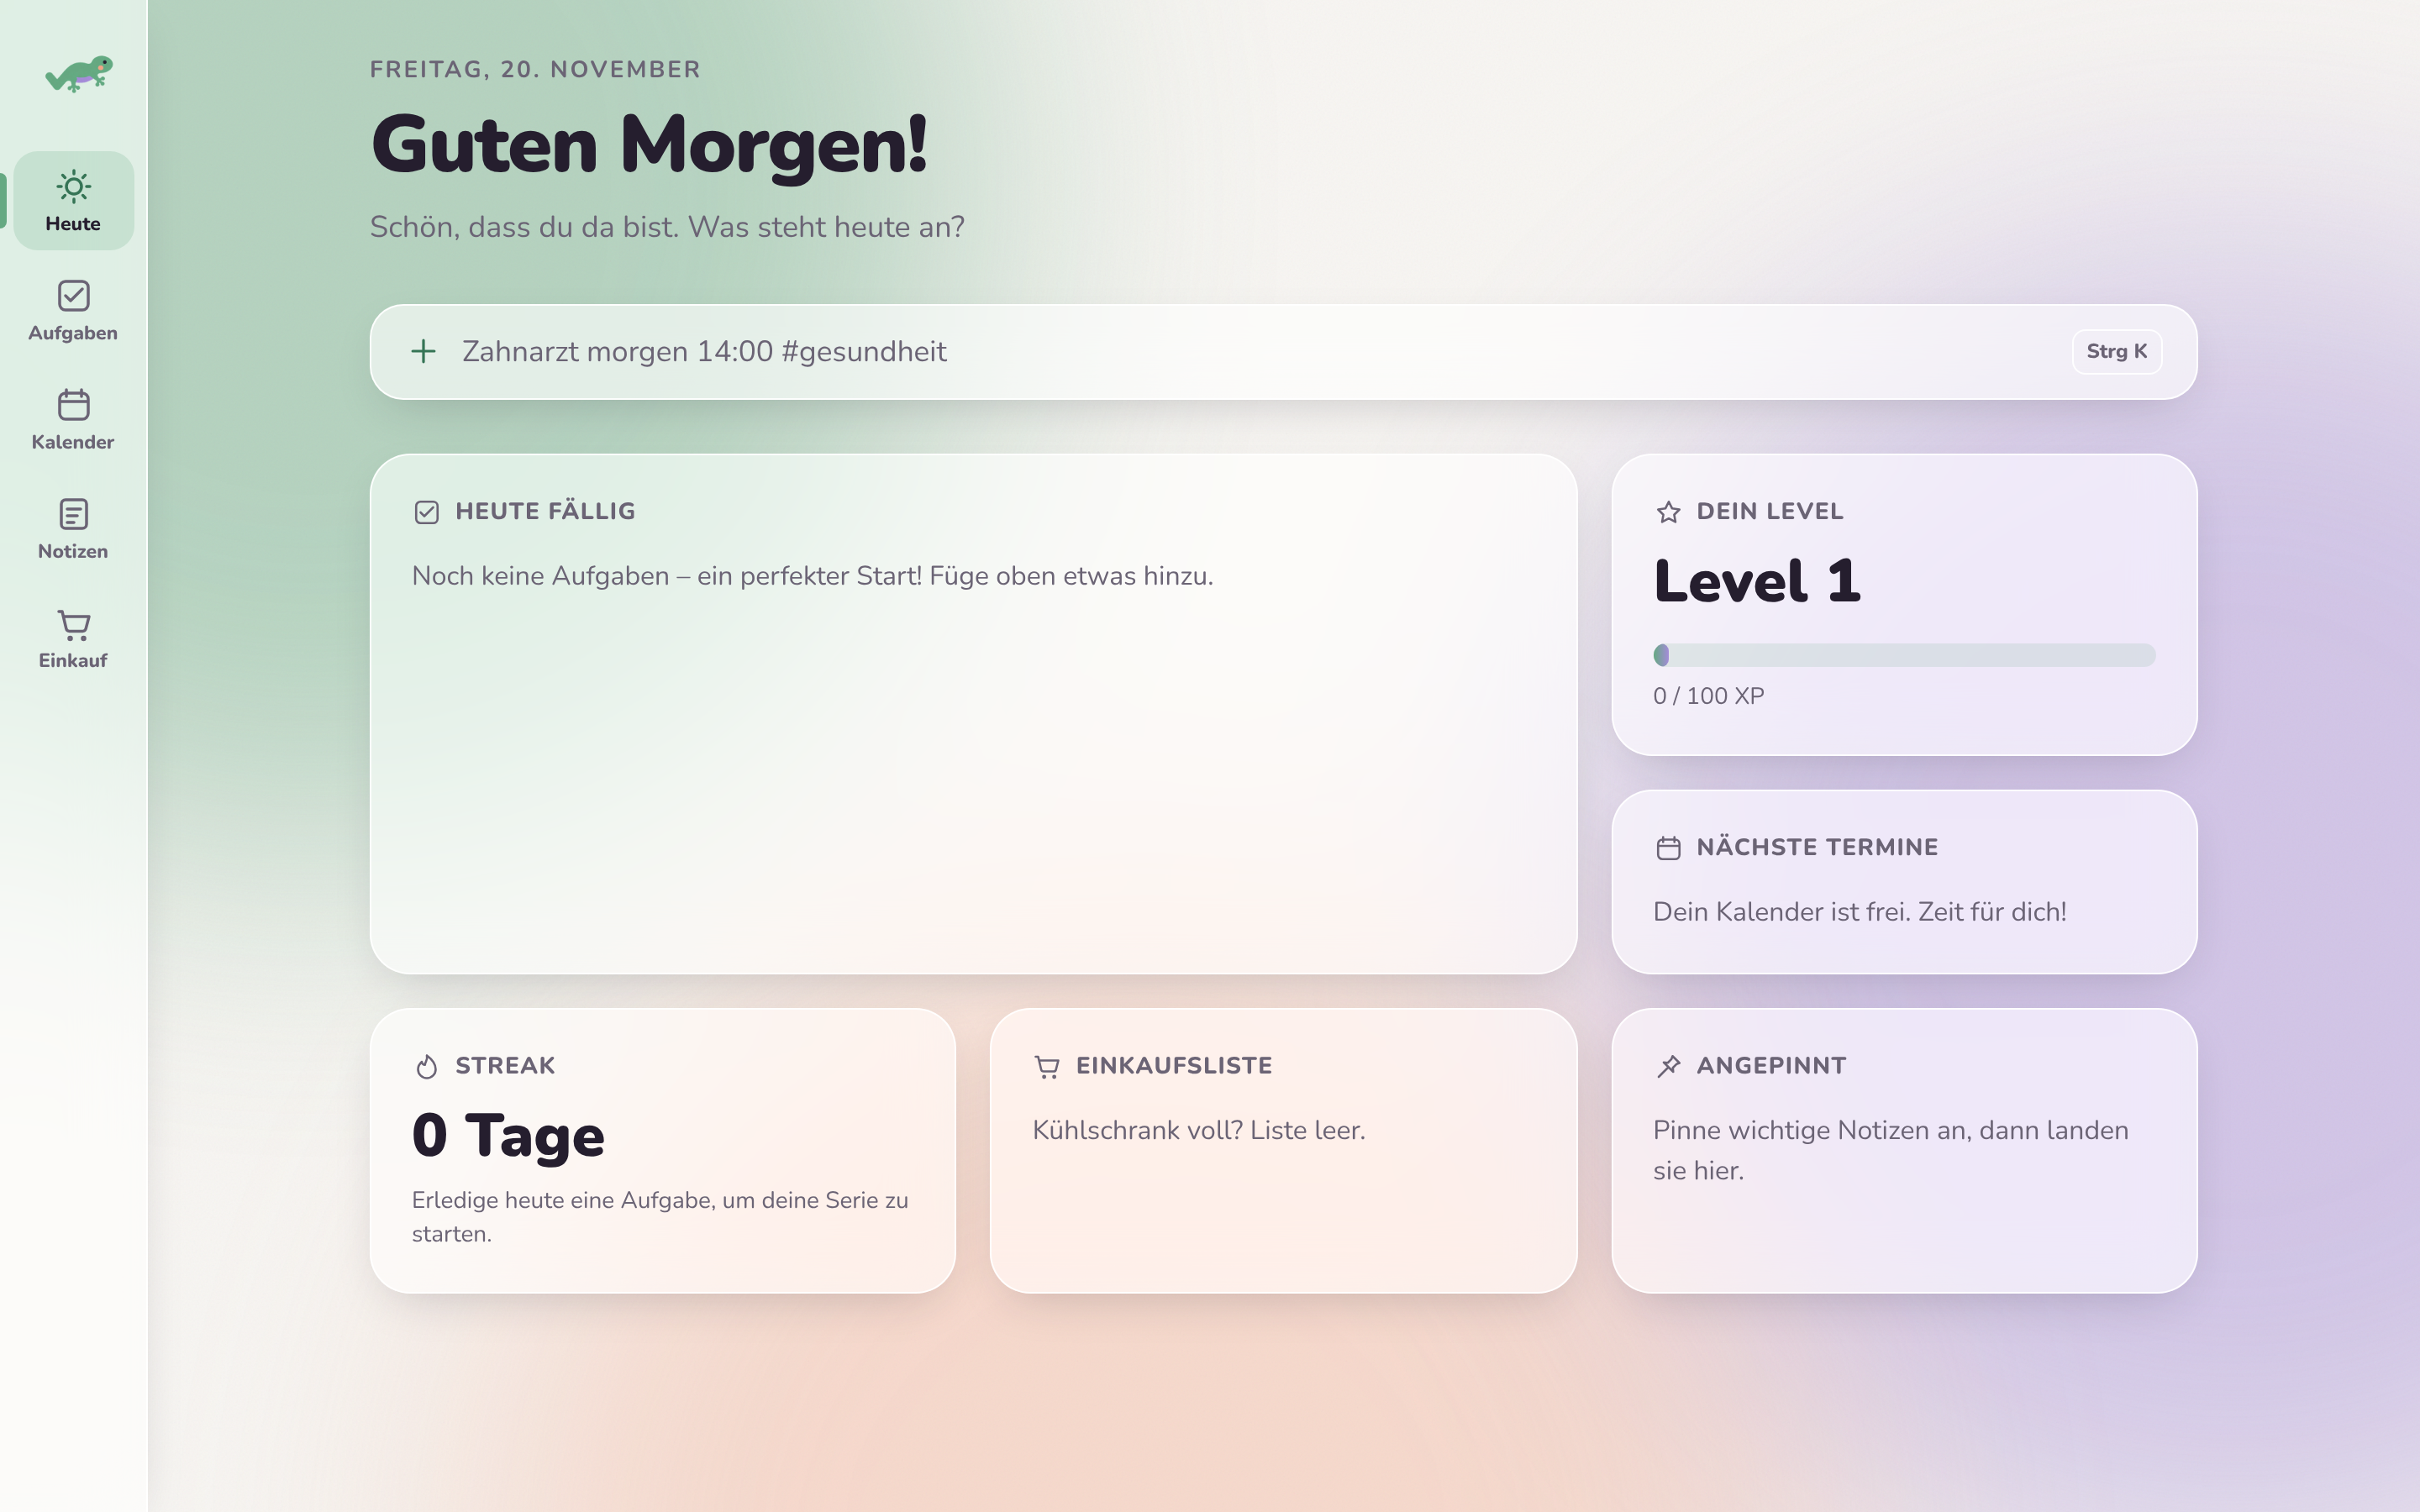 FREITAG, 20. NOVEMBER
Guten Morgen!
Schön, dass du da bist. Was steht heute an?
Heute
Aufgaben
Kalender
Notizen
Einkauf
Zahnarzt morgen 14:00 #gesundheit
Strg K
HEUTE FÄLLIG
Noch keine Aufgaben – ein perfekter Start! Füge oben etwas hinzu.
DEIN LEVEL
Level 1
0 / 100 XP
NÄCHSTE TERMINE
Dein Kalender ist frei. Zeit für dich!
STREAK
0 Tage
Erledige heute eine Aufgabe, um deine Serie zu
starten.
EINKAUFSLISTE
Kühlschrank voll? Liste leer.
ANGEPINNT
Pinne wichtige Notizen an, dann landen
sie hier.